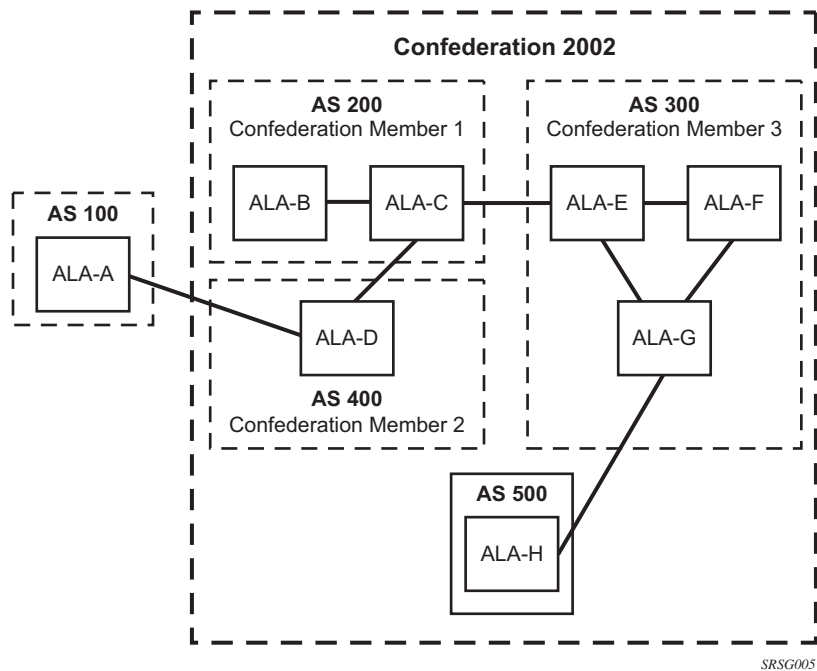 Confederation 2002
AS 200
Confederation Member 1
AS 300
Confederation Member 3
ALA-B
ALA-C
ALA-E
ALA-F
AS 100
ALA-A
ALA-D
ALA-G
AS 400
Confederation Member 2
AS 500
ALA-H
SRSG005